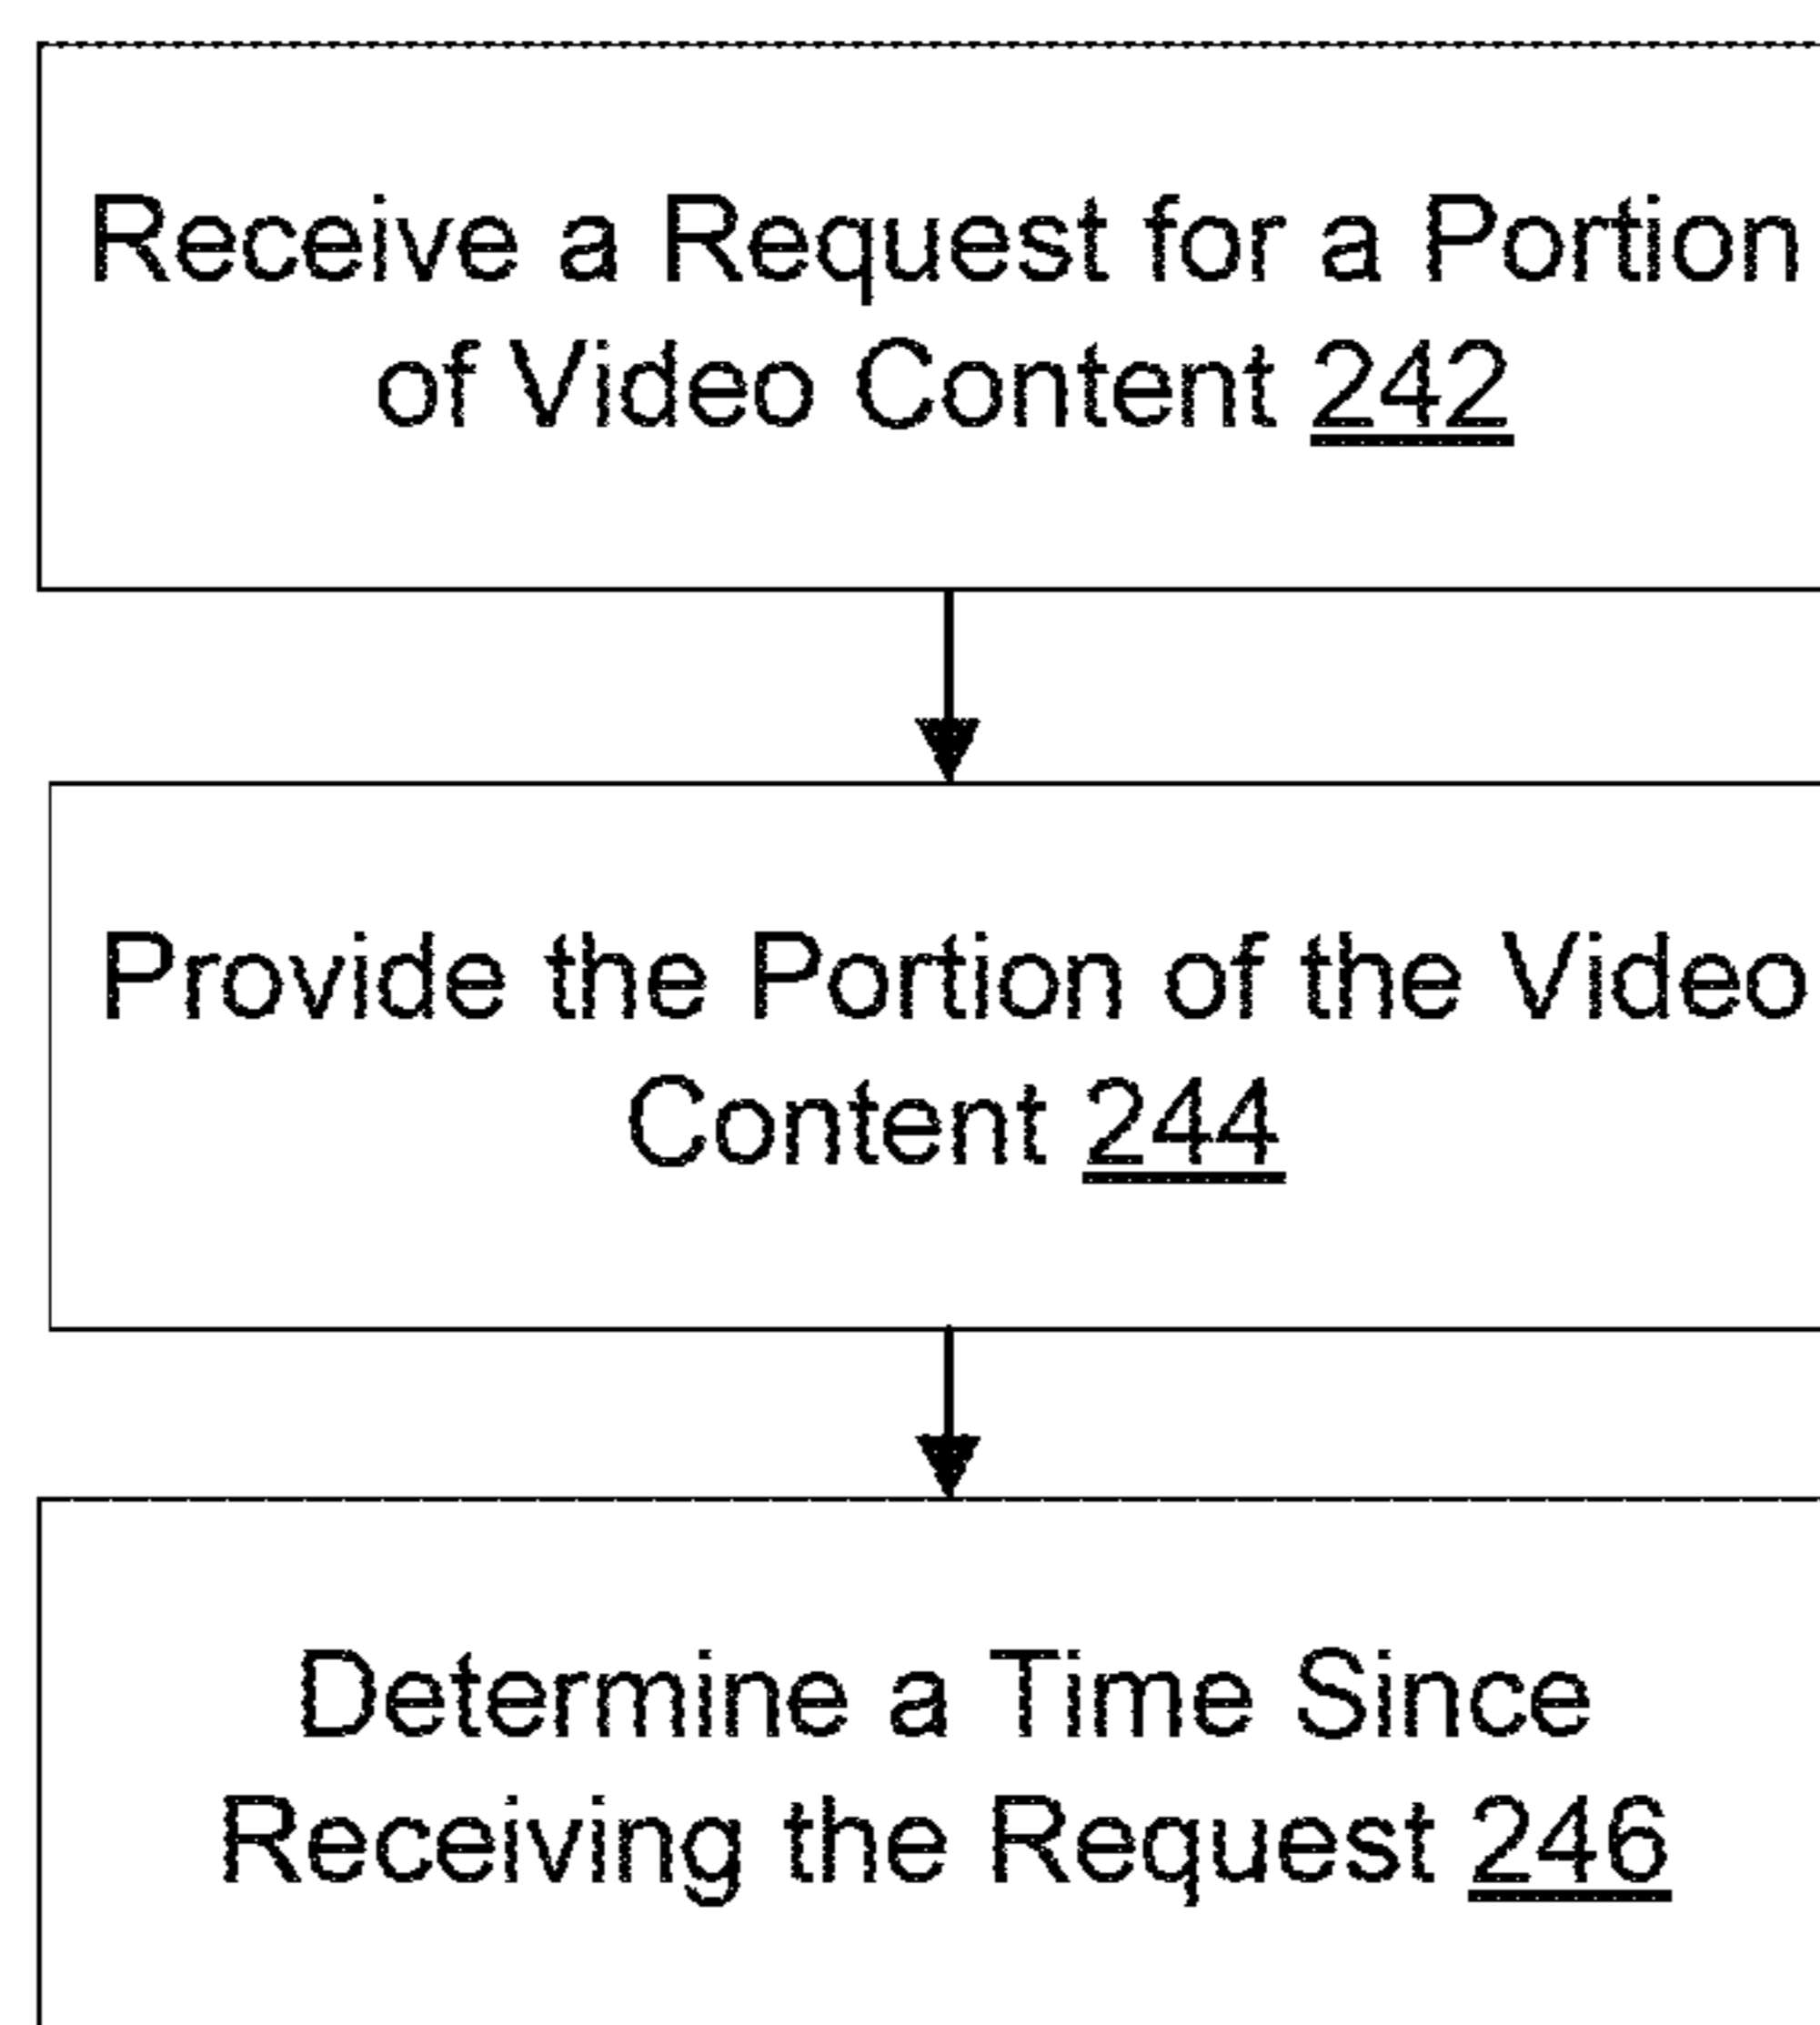 Receive a Request for a Portion
of Video Content 242
Provide the Portion of the Video
Content 244
Determine a Time Since
Receiving the Request 246